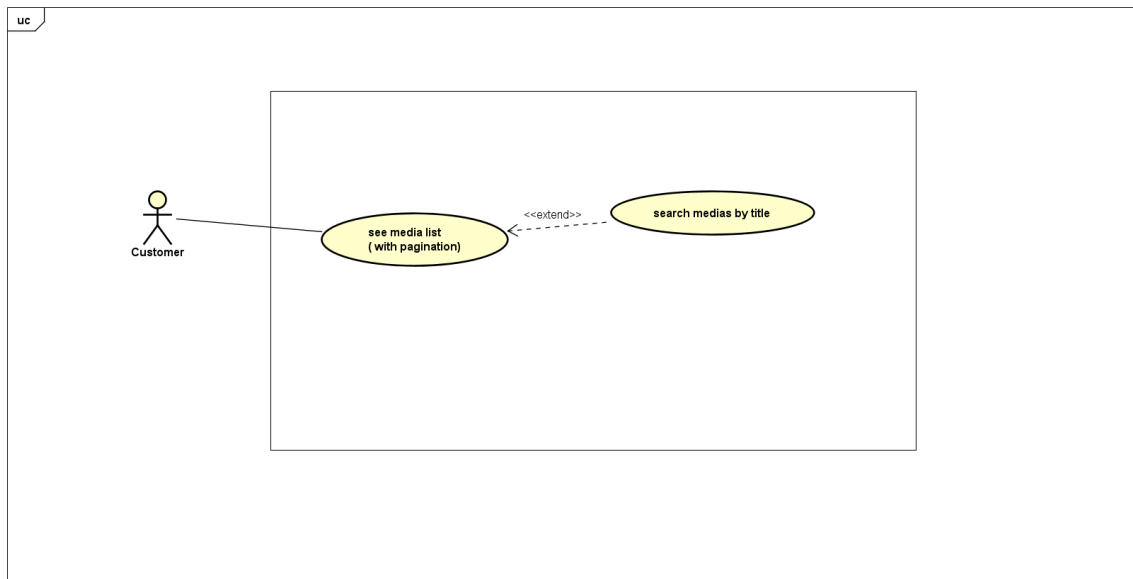 uc
<<extend>>
search medias by title
see media list
( with pagination)
Customer